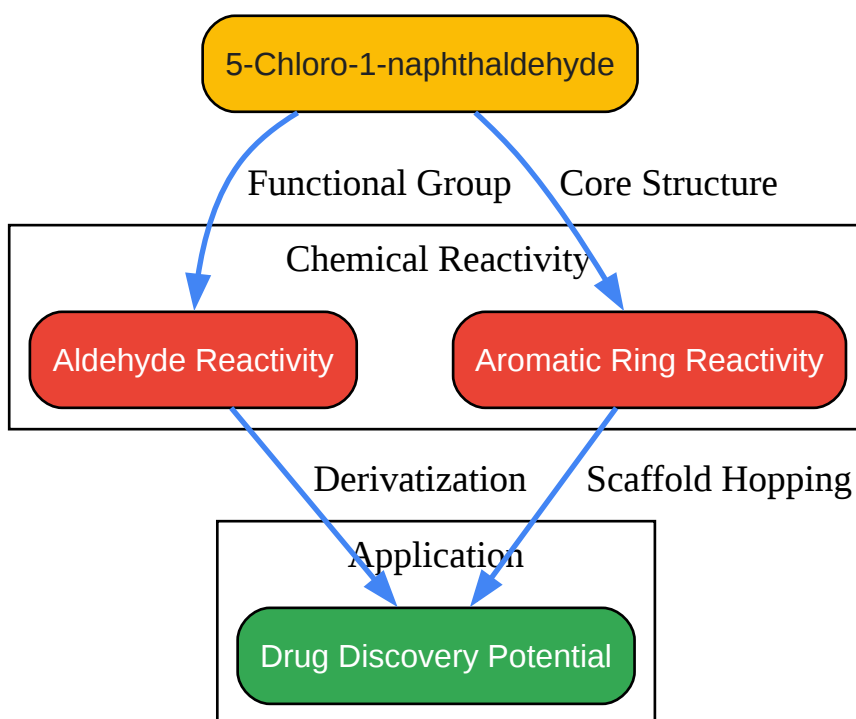 5-Chloro-1-naphthaldehyde
Functional Group
Core Structure
Chemical Reactivity
Aldehyde Reactivity
Aromatic Ring Reactivity
Derivatization
Scaffold Hopping
Application
Drug Discovery Potential